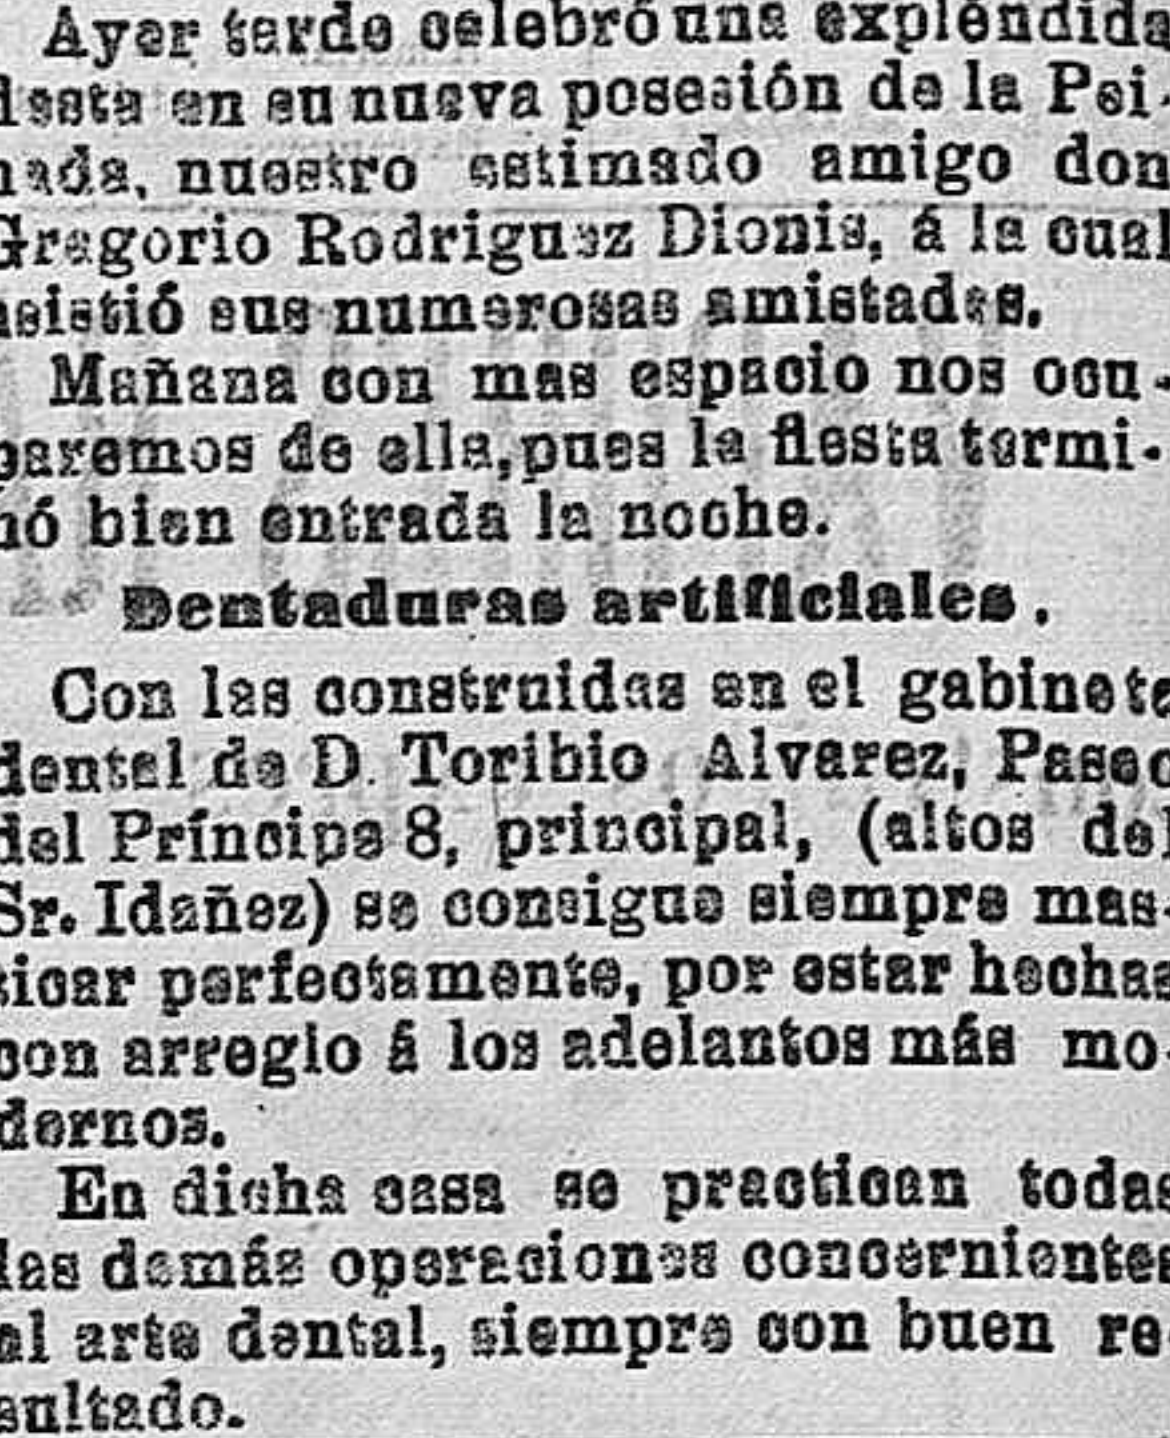 Ayer tarde celebró una expléndida
fiesta en su nueva posesión de la Pei-
nada, nuestro estimado amigo don
Gregorio Rodriguez Dionis, á la cual
asistió sus numerosas amistades.
Mañana con mas espacio nos ocu-
paremos de ella, pues la fiesta termi-
nó bien entrada la noche.
Dentaduras artificiales.
Con las construidas en el gabinete
dental de D. Toribio Alvarez, Paseo
del Príncipe 8, principal, (altos del
Sr. Idañez) se consigue siempre mas-
ticar perfectamente, por estar hechas
con arreglo á los adelantos más mo-
dernos.
En dicha casa se practican todas
las demás operaciones concernientes
al arte dental, siempre con buen re-
sultado.